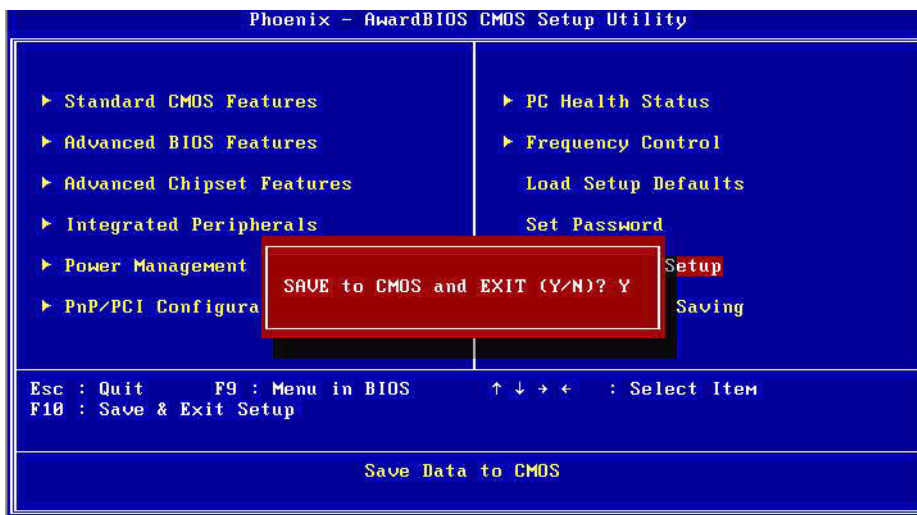 Phoenix - AwardBIOS CMOS Setup Utility
Standard CMOS Features
Advanced BIOS Features
Advanced Chipset Features
Integrated Peripherals
Power Management
PnP/PCI Configura
PC Health Status
Frequency Control
Load Setup Defaults
Set Password
Setup
Saving
SAVE to CMOS and EXIT (Y/N)? Y
Esc : Quit F9 : Menu in BIOS ↑ ↓ → ← : Select Item
F10 : Save & Exit Setup
Save Data to CMOS